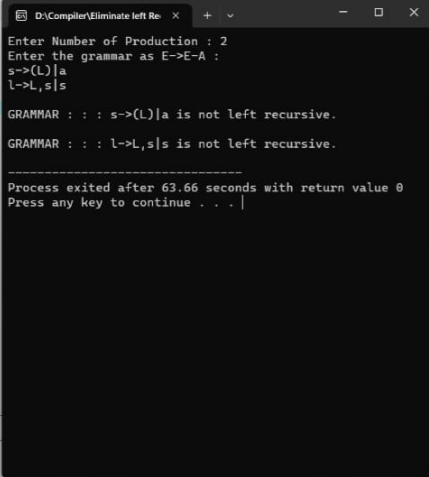 D:\Compiler\Eliminate left Re
Enter Number of Production : 2
Enter the grammar as E->E-A :
s->(L)|a
l->L,s|s
GRAMMAR : : : s->(L)|a is not left recursive.
GRAMMAR : : : l->L,s|s is not left recursive.
--------------------------------
Process exited after 63.66 seconds with return value 0
Press any key to continue . . .